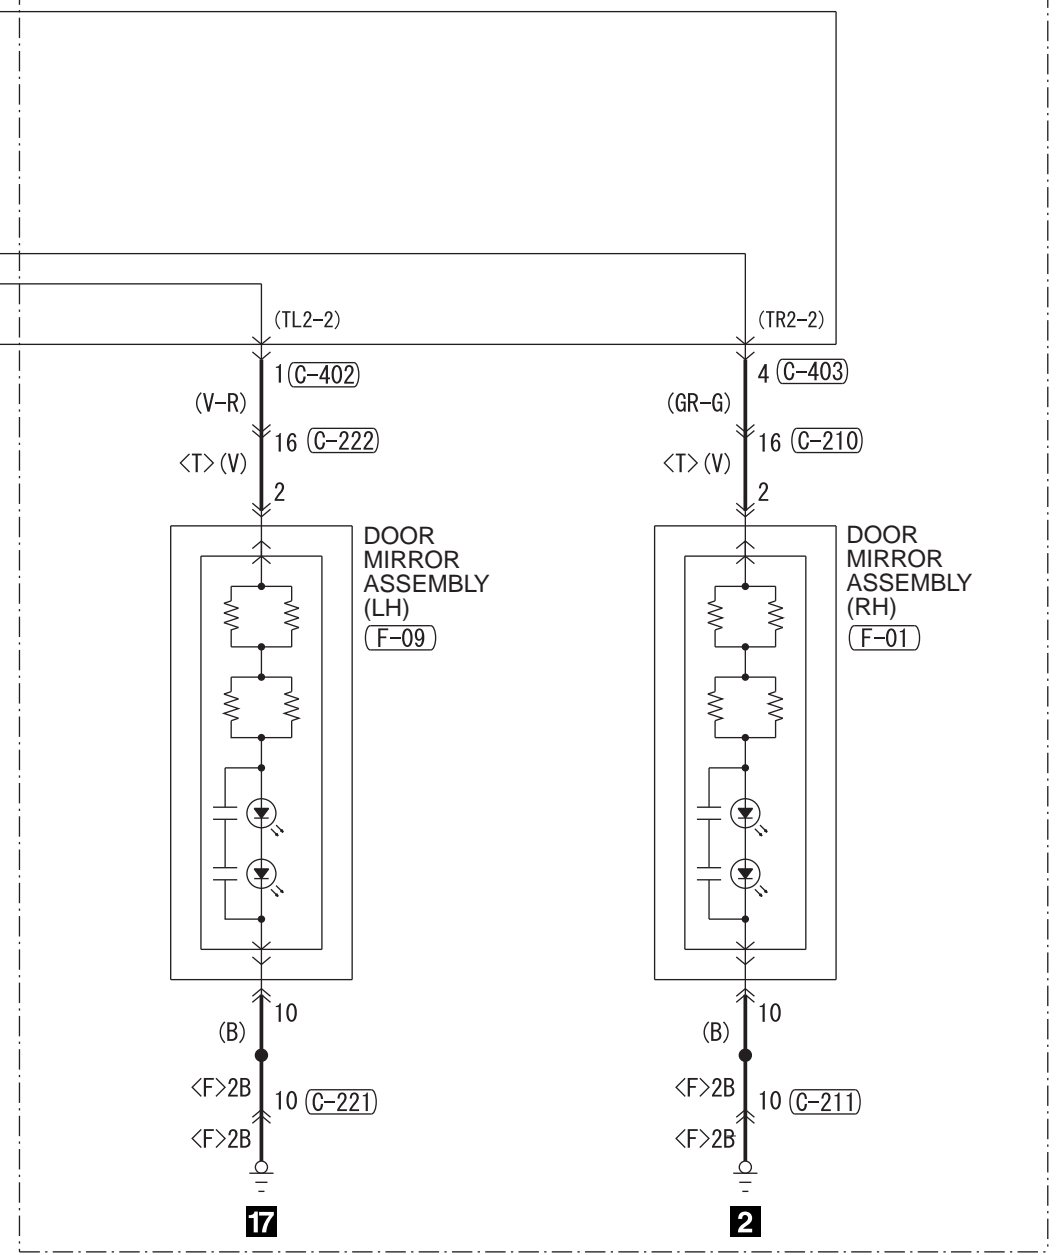 (TL2-2)
1 C-402
(V-R)
16 C-222
<T>(V)
2
DOOR
MIRROR
ASSEMBLY
(LH)
F-09
10
(B)
<F>2B
10 C-221
<F>2B
17
(TR2-2)
4 C-403
(GR-G)
16 C-210
<T>(V)
2
DOOR
MIRROR
ASSEMBLY
(RH)
F-01
10
(B)
<F>2B
10 C-211
<F>2B
2